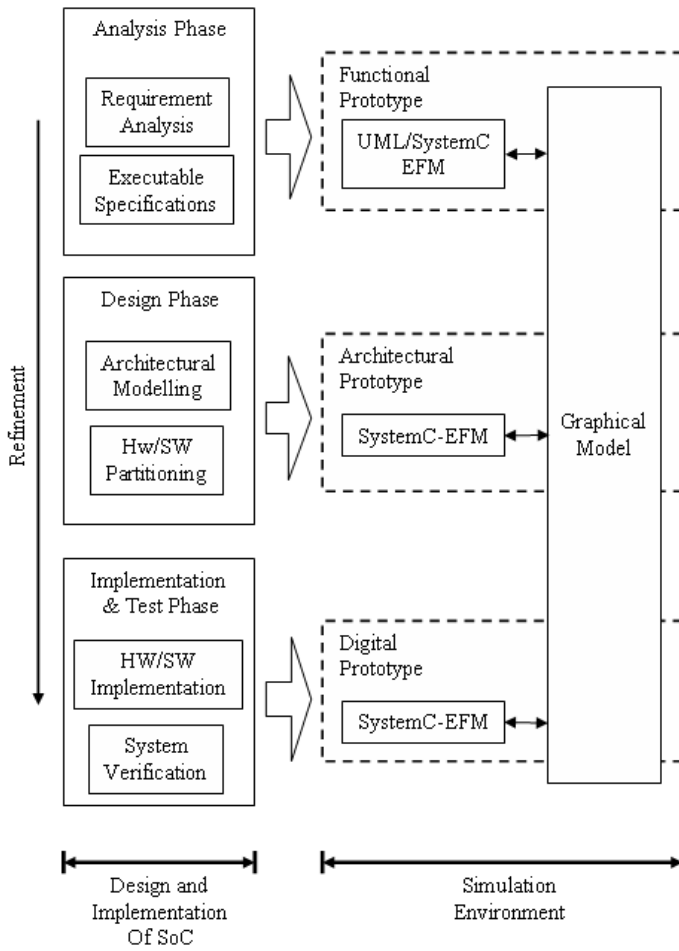 Analysis Phase
Requirement
Analysis
Executable
Specifications
Functional
Prototype
UML/SystemC
EFM
Design Phase
Architectural
Modelling
Hw/SW
Partitioning
Architectural
Prototype
SystemC-EFM
Graphical
Model
Refinement
Implementation
& Test Phase
HW/SW
Implementation
System
Verification
Digital
Prototype
SystemC-EFM
Design and
Implementation
Of SoC
Simulation
Environment